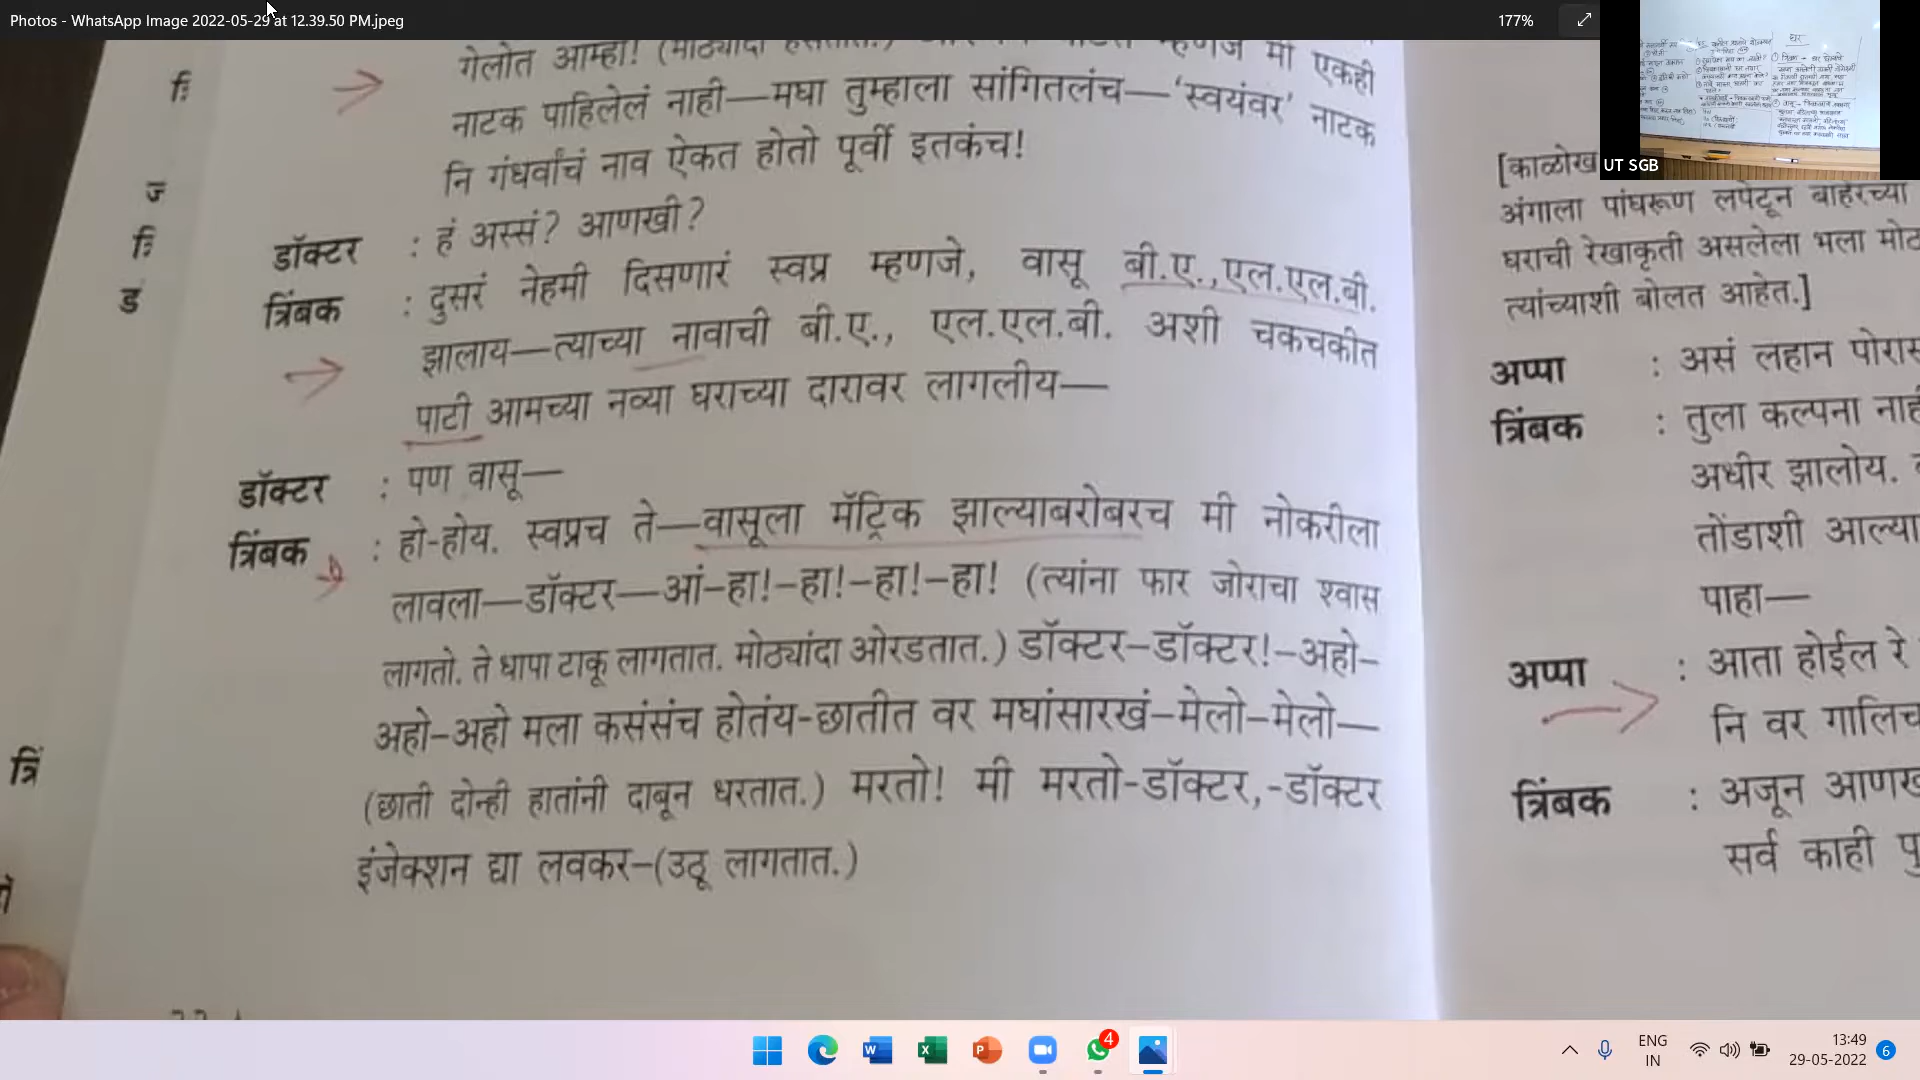 Photos - WhatsApp Image 2022-05-29 at 12.39.50 PM.jpeg
177%
UT SGB
गेलोत आम्हा! म्हणजे मी एकही
नाटक पाहिलेलं नाही—मघा तुम्हाला सांगितलंच—'स्वयंवर' नाटक
नि गंधर्वांचं नाव ऐकत होतो पूर्वी इतकंच!
डॉक्टर : हं अस्सं? आणखी?
त्रिंबक : दुसरं नेहमी दिसणारं स्वप्न म्हणजे, वासू बी.ए.,एल.एल.बी.
झालाय—त्याच्या नावाची बी.ए., एल.एल.बी. अशी चकचकीत
पाटी आमच्या नव्या घराच्या दारावर लागलीय—
डॉक्टर : पण वासू—
त्रिंबक : हो-होय. स्वप्नच ते—वासूला मॅट्रिक झाल्याबरोबरच मी नोकरीला
लावला—डॉक्टर—आं-हा!-हा!-हा!-हा! (त्यांना फार जोराचा श्वास
लागतो. ते धापा टाकू लागतात. मोठ्यांदा ओरडतात.) डॉक्टर-डॉक्टर!-अहो-
अहो-अहो मला कसंसंच होतंय-छातीत वर मघांसारखं-मेलो-मेलो—
(छाती दोन्ही हातांनी दाबून धरतात.) मरतो! मी मरतो-डॉक्टर,-डॉक्टर
इंजेक्शन द्या लवकर-(उठू लागतात.)
[काळोख
अंगाला पांघरूण लपेटून बाहेरच्या
घराची रेखाकृती असलेला भला मोठ
त्यांच्याशी बोलत आहेत.]
अप्पा : असं लहान पोरास
त्रिंबक : तुला कल्पना नाही
अधीर झालोय.
तोंडाशी आल्या
पाहा—
अप्पा : आता होईल रे
नि वर गालिच
त्रिंबक : अजून आणख
सर्व काही पु
त्रिं
4
ENG
IN
13:49
29-05-2022
6